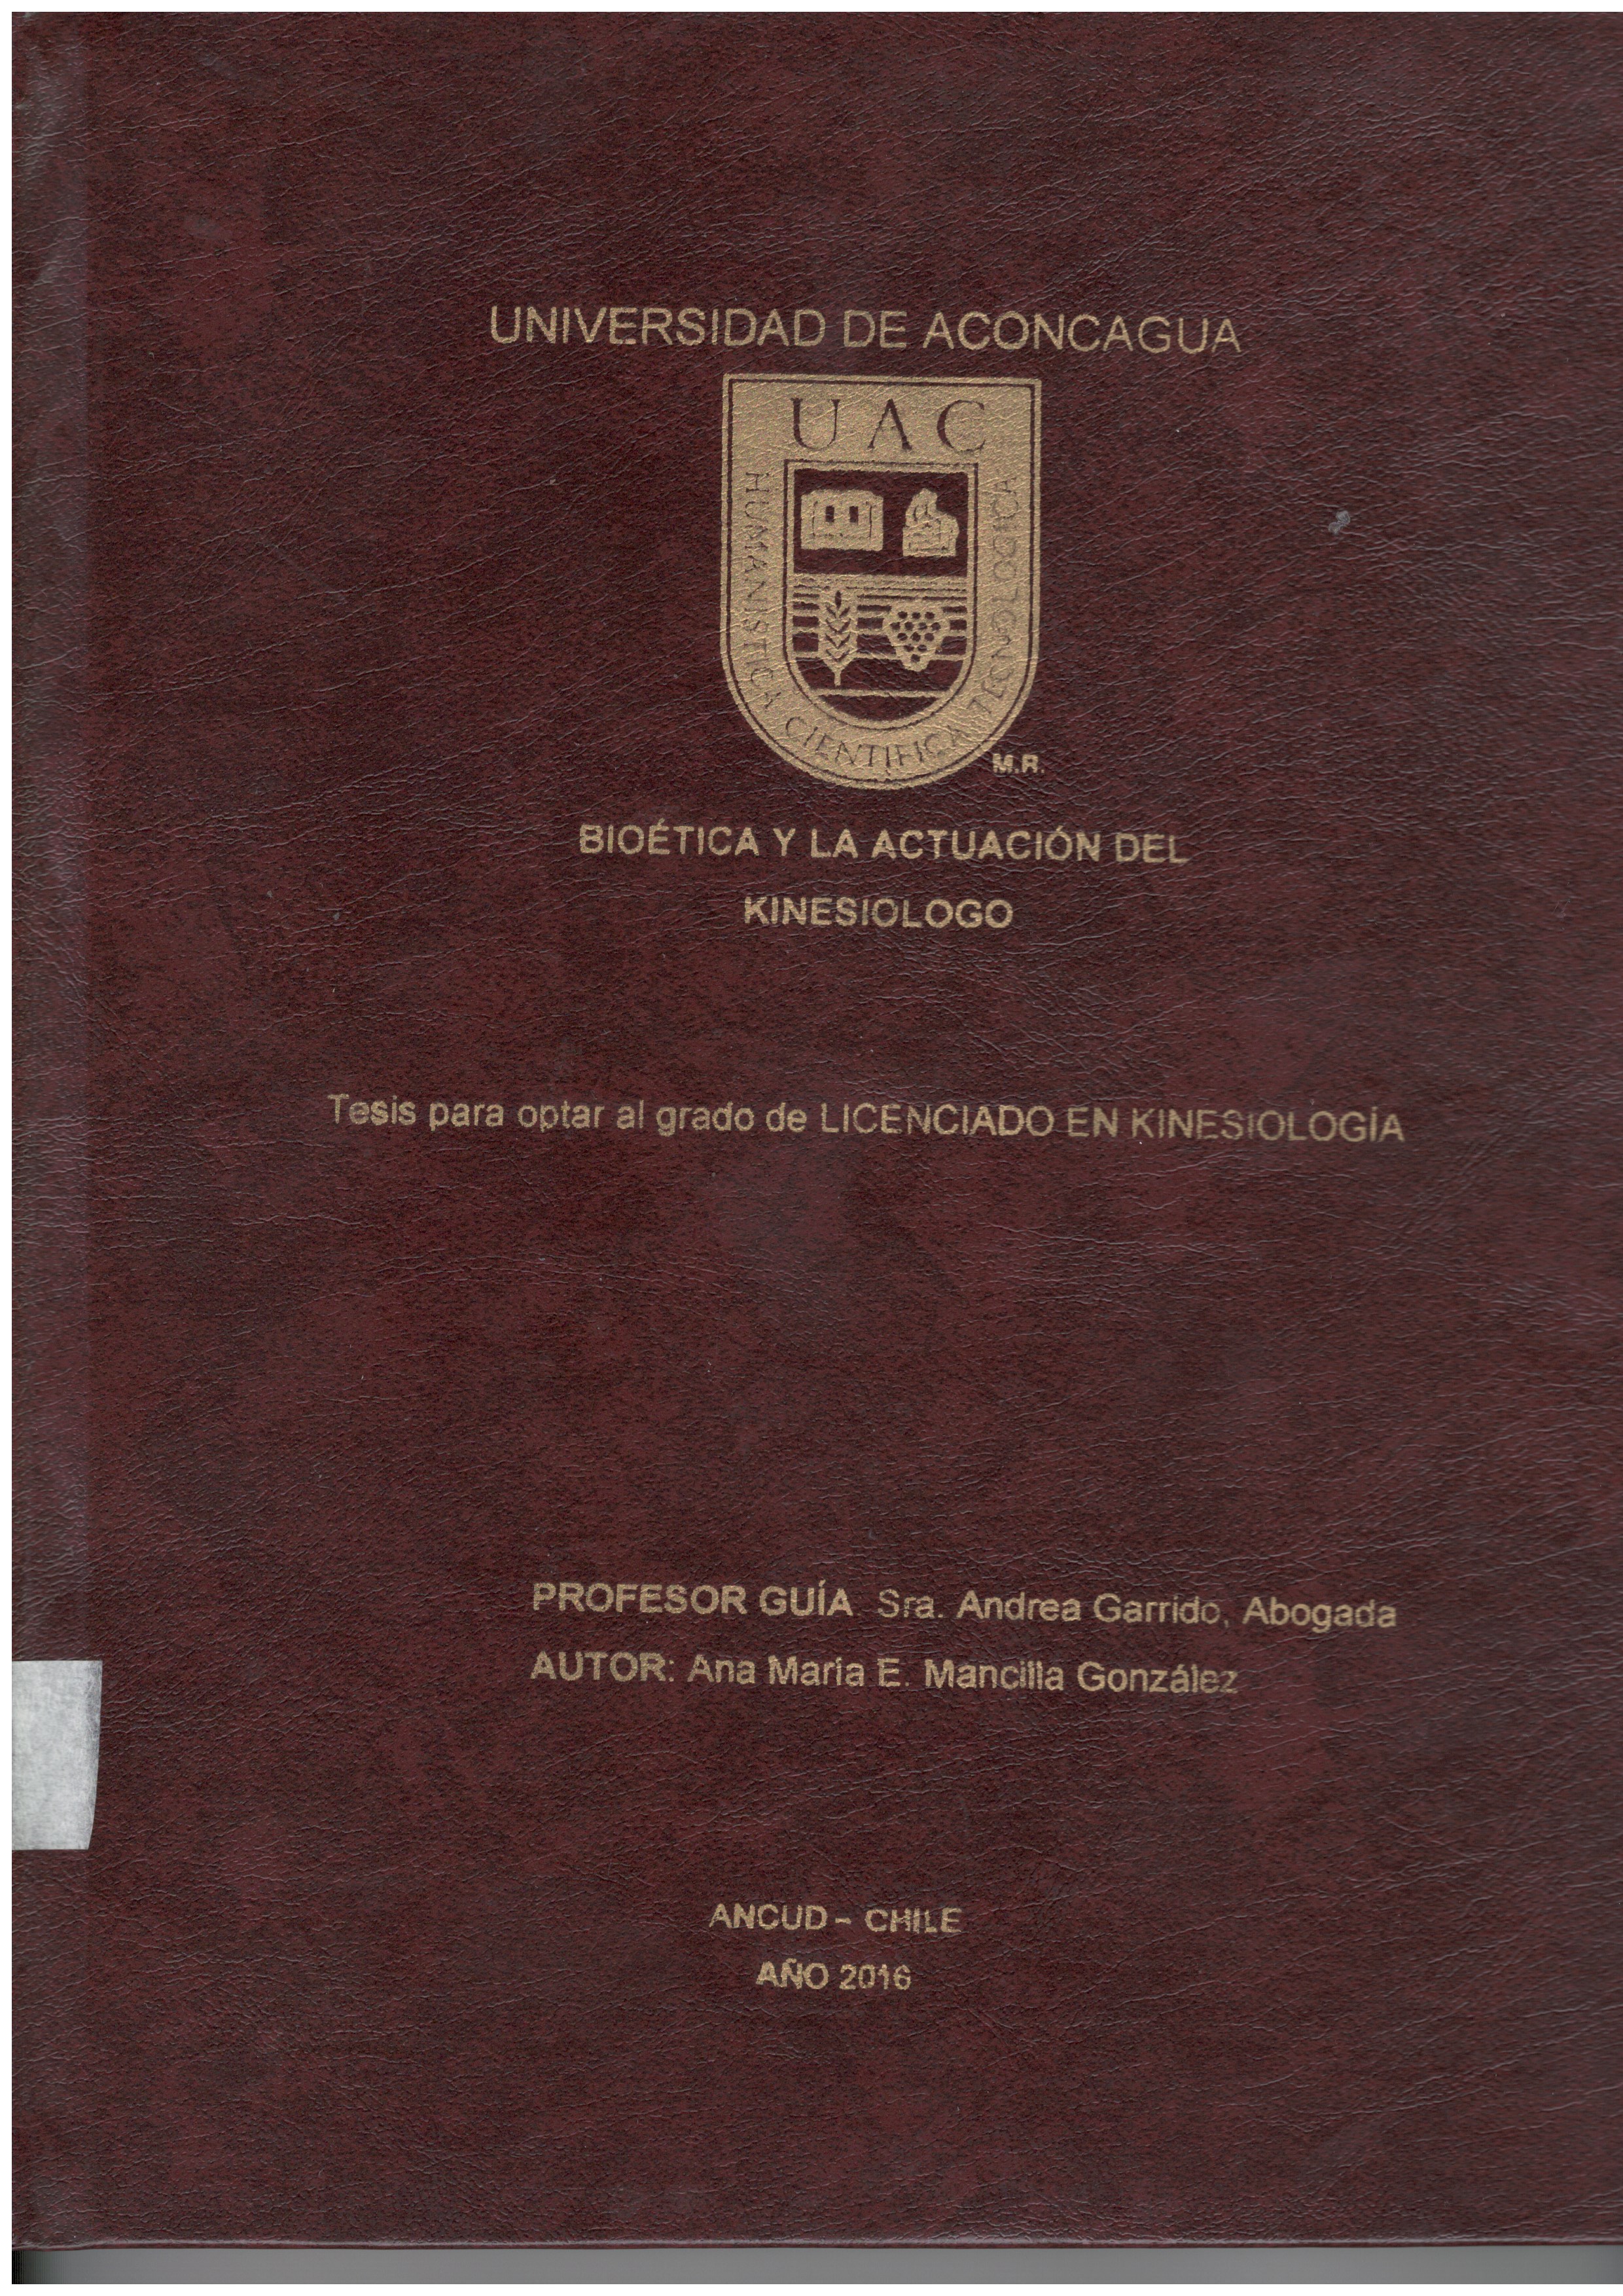 UNIVERSIDAD DE ACONCAGUA
UAC
HUMANISTICA CIENTIFICA TECNOLOGICA
M.R.
BIOÉTICA Y LA ACTUACIÓN DEL
KINESIOLOGO
Tesis para optar al grado de LICENCIADO EN KINESIOLOGÍA
PROFESOR GUÍA Sra. Andrea Garrido, Abogada
AUTOR: Ana María E. Mancilla González
ANCUD - CHILE
AÑO 2016